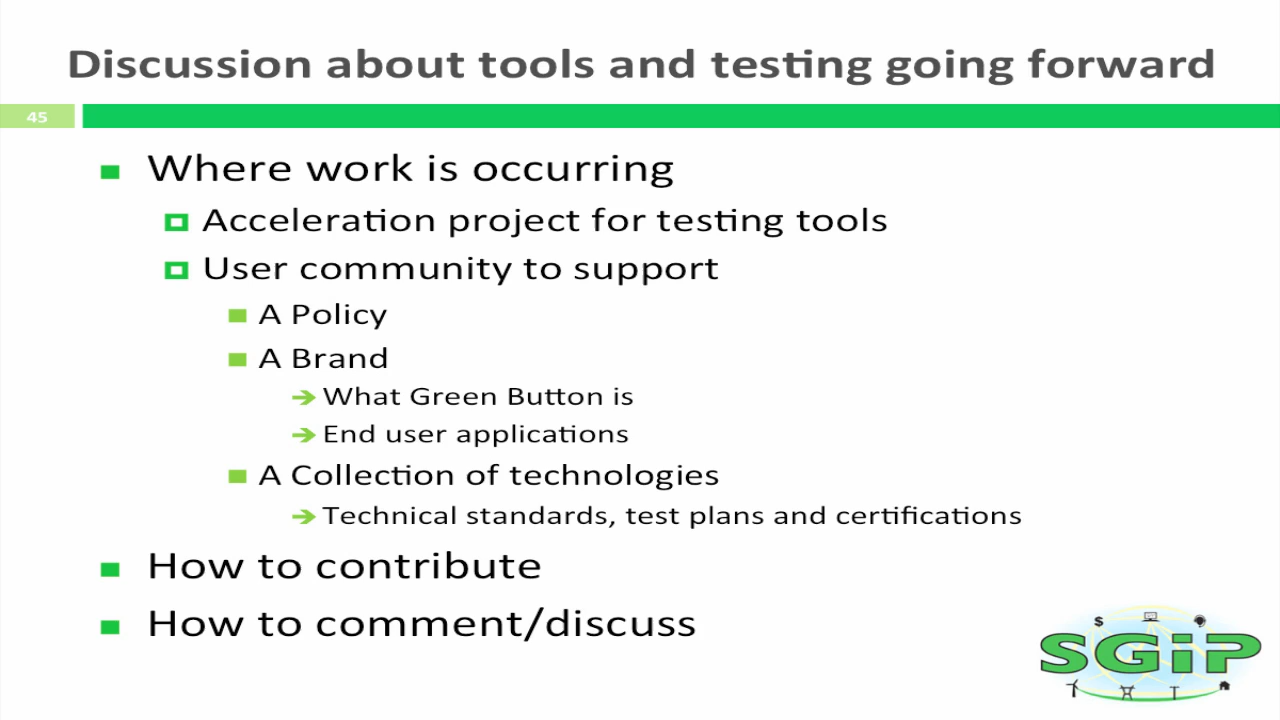 Discussion about tools and testing going forward
45
Where work is occurring
Acceleration project for testing tools
User community to support
A Policy
A Brand
What Green Button is
End user applications
A Collection of technologies
Technical standards, test plans and certifications
How to contribute
How to comment/discuss
$
SGiP